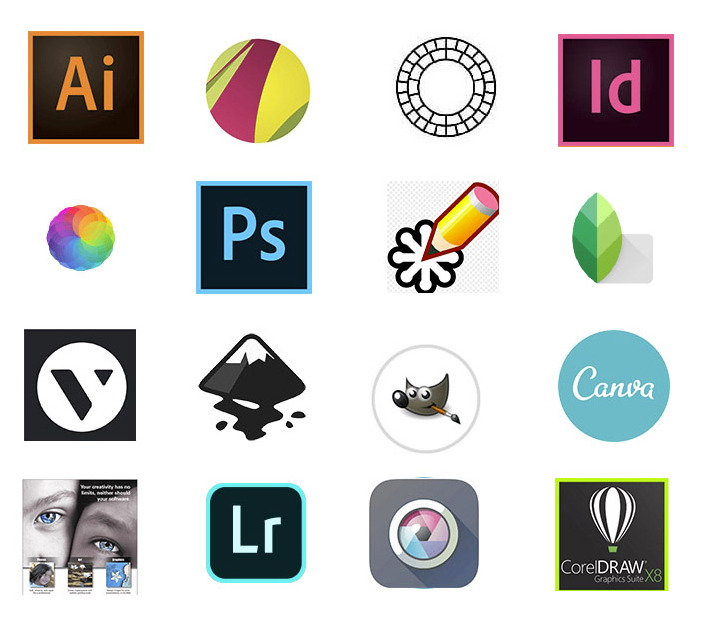 Ai
Id
Ps
Canva
Your creativity has no
limits, neither should
your software.
Lr
CorelDRAW®
Graphics Suite X8